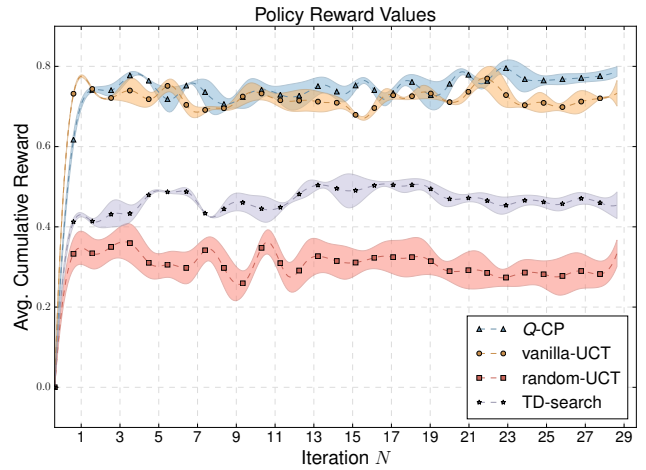 Policy Reward Values
Avg. Cumulative Reward
0.8
0.6
0.4
0.2
0.0
1 3 5 7 9 11 13 15 17 19 21 23 25 27 29
Iteration N
Q-CP
vanilla-UCT
random-UCT
TD-search